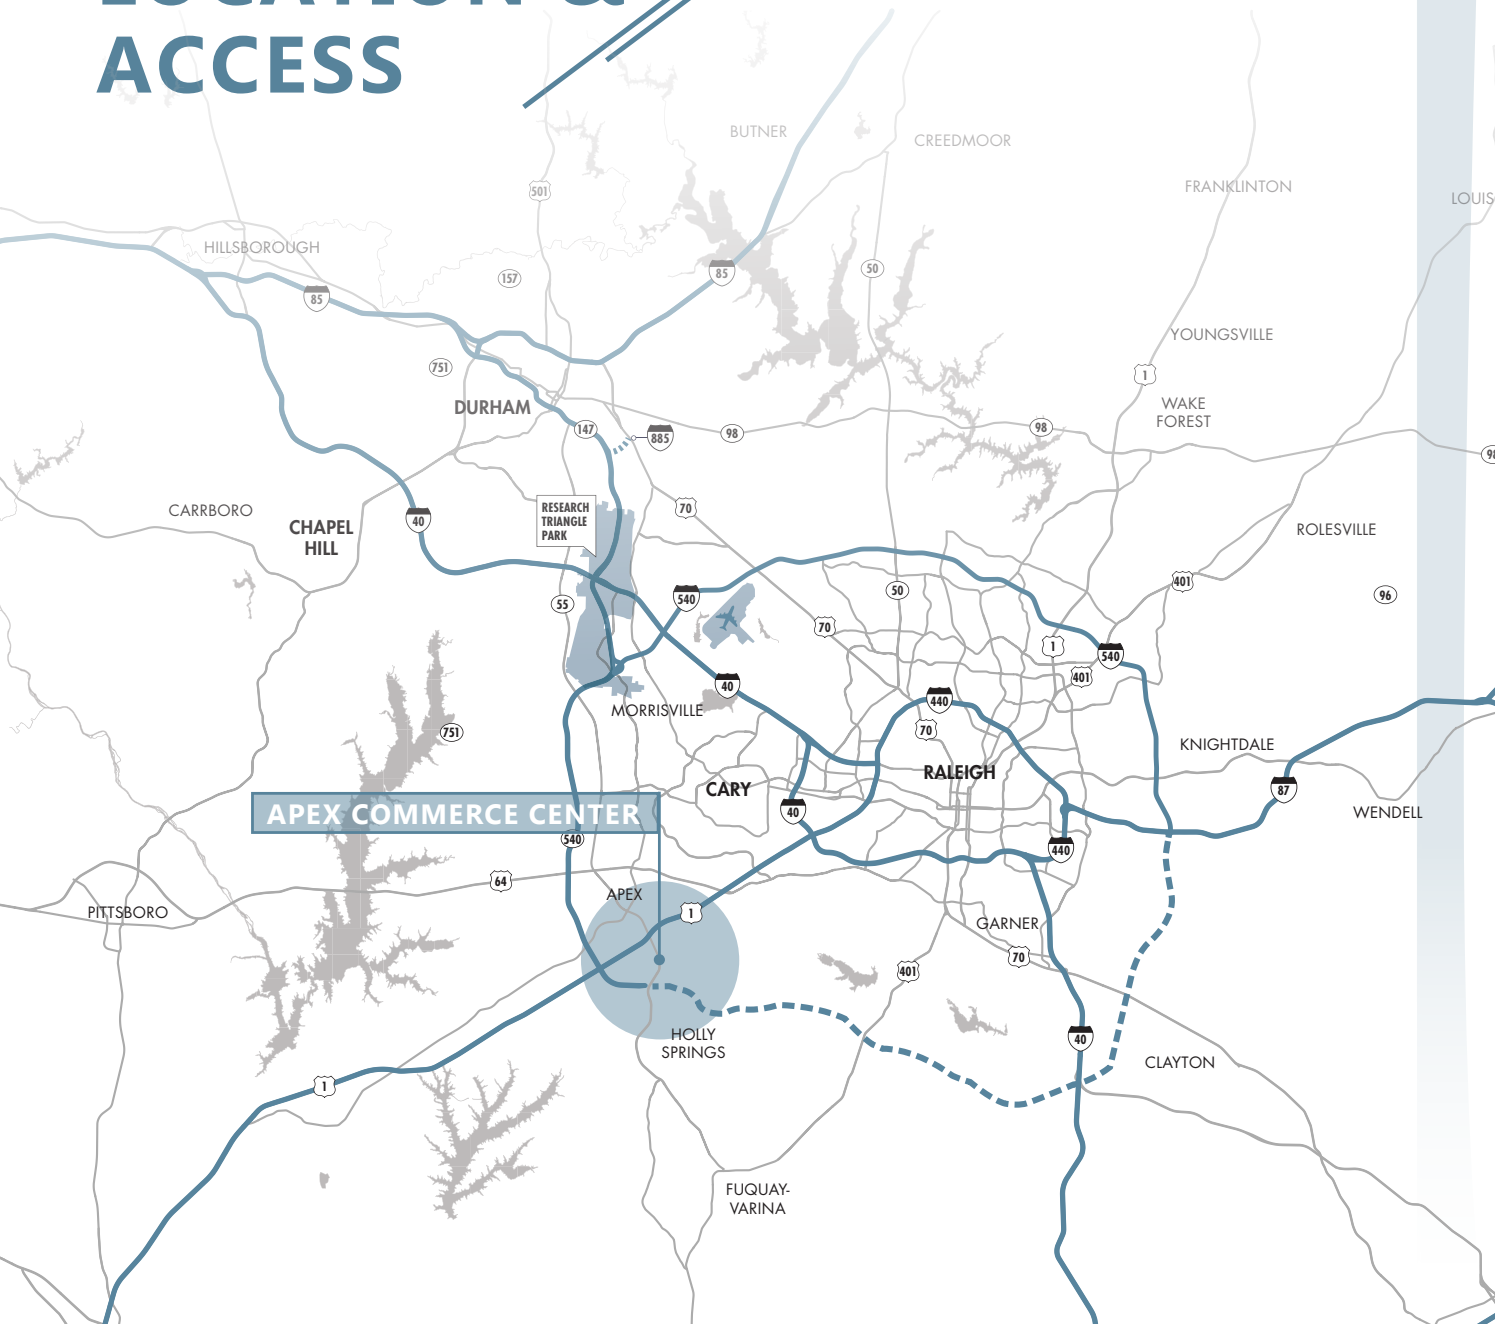 LOCATION &
ACCESS
BUTNER
CREEDMOOR
FRANKLINTON
501
LOUIS
HILLSBOROUGH
157
50
85
85
YOUNGSVILLE
751
1
DURHAM
WAKE
FOREST
147
885
98
98
98
RESEARCH
TRIANGLE
PARK
70
CARRBORO
CHAPEL
HILL
40
ROLESVILLE
401
50
96
55
540
70
1
540
401
40
440
MORRISVILLE
751
70
KNIGHTDALE
RALEIGH
CARY
87
40
WENDELL
APEX COMMERCE CENTER
540
440
64
APEX
PITTSBORO
1
GARNER
70
401
HOLLY
SPRINGS
40
CLAYTON
1
FUQUAY-
VARINA